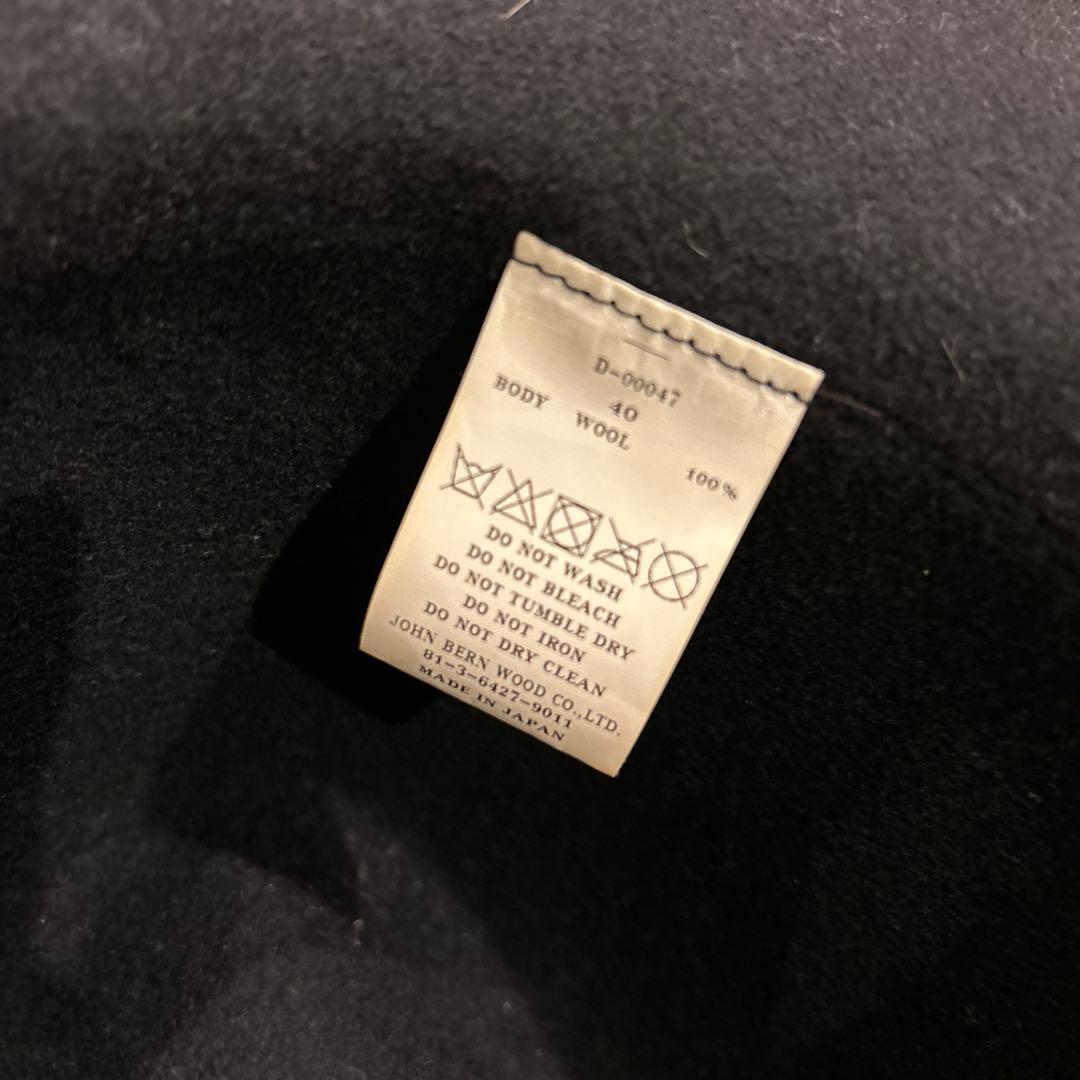 D-00047
40
BODY WOOL 100%
DO NOT WASH
DO NOT BLEACH
DO NOT TUMBLE DRY
DO NOT IRON
DO NOT DRY CLEAN
JOHN BERN WOOD CO.,LTD.
81-3-6427-9011
MADE IN JAPAN